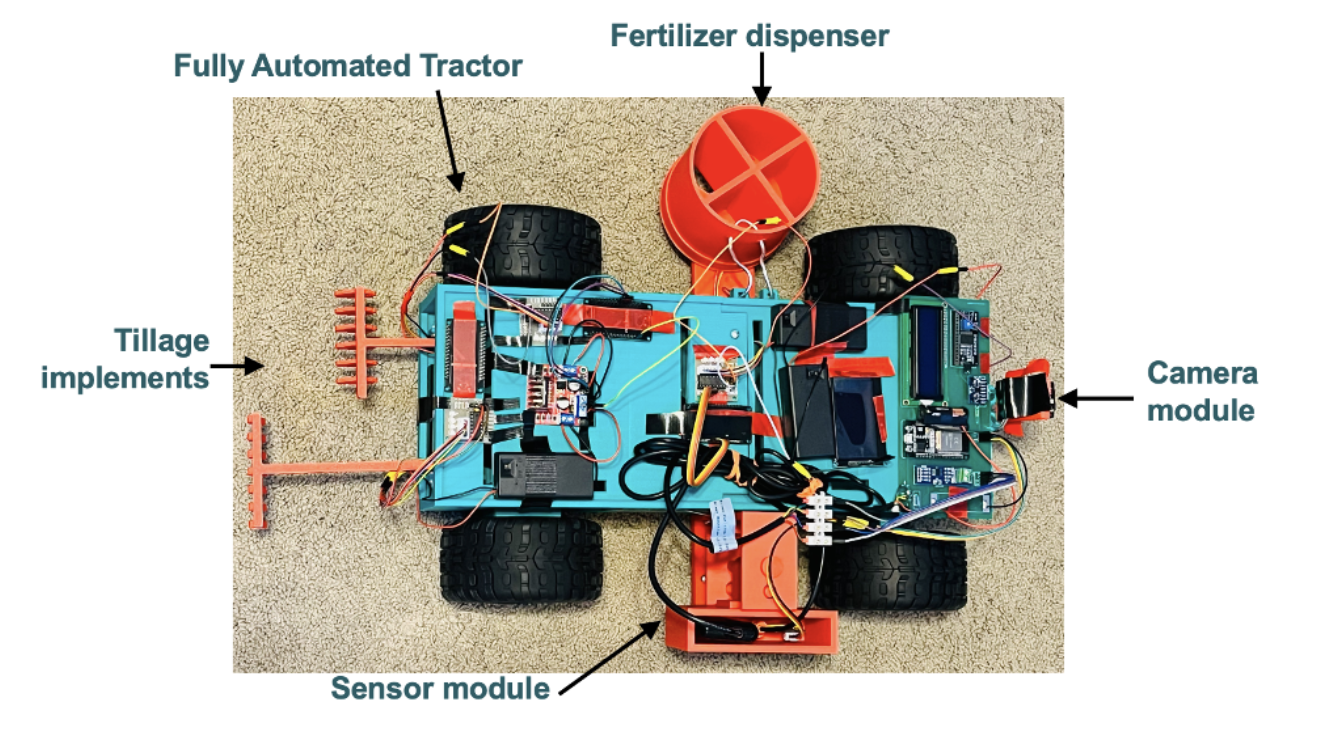 Fertilizer dispenser
Fully Automated Tractor
Tillage
implements
Camera
module
Sensor module